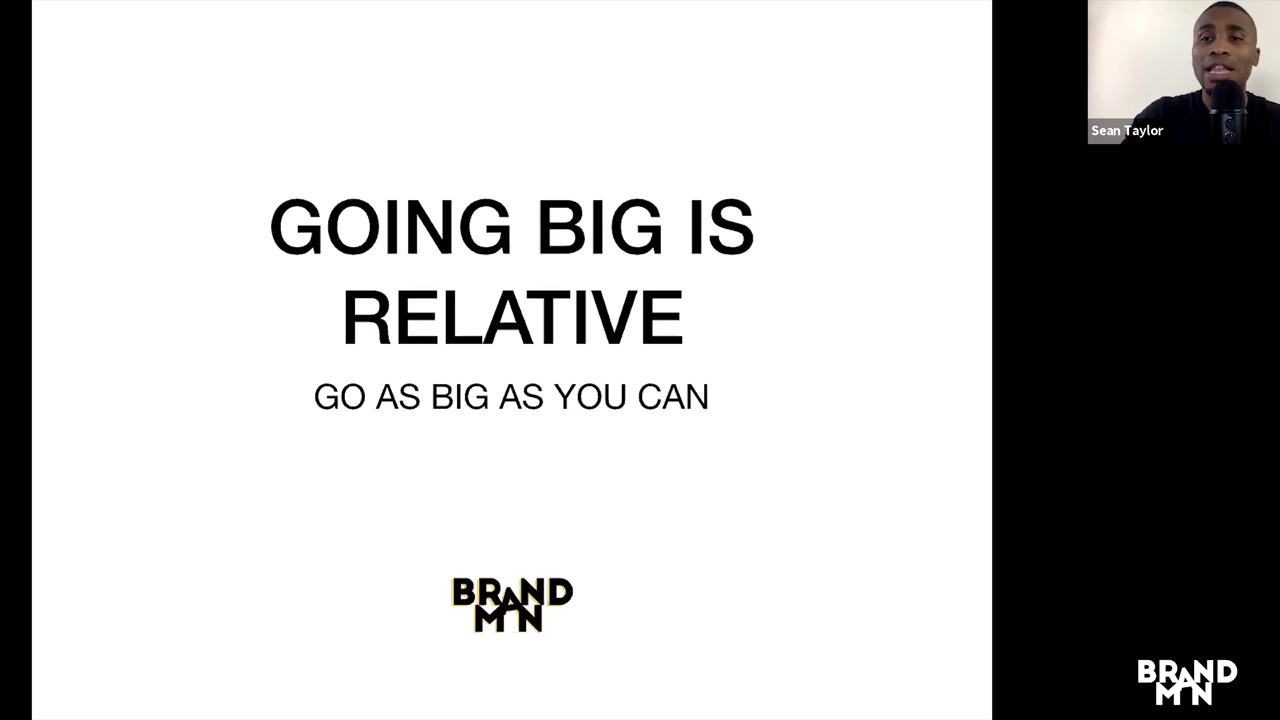 GOING BIG IS
RELATIVE
GO AS BIG AS YOU CAN
BRAND
MAN
Sean Taylor
BRAND
MAN